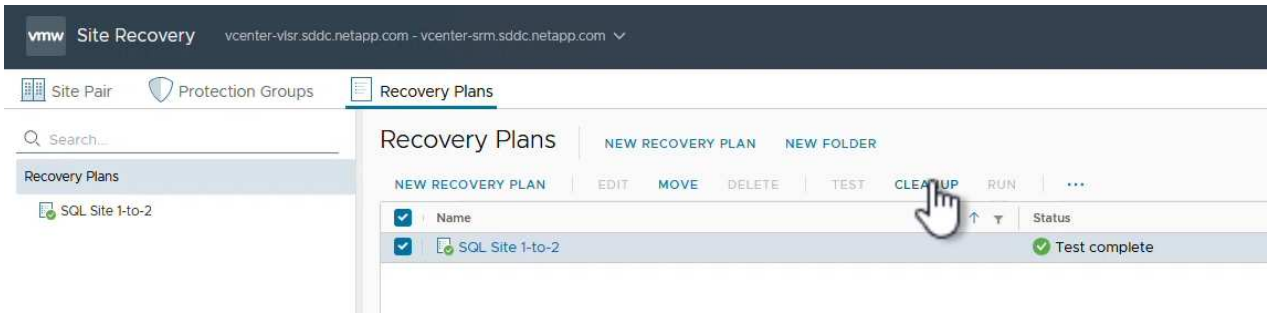 vmw Site Recovery vcenter-vlsr.sddc.netapp.com - vcenter-srm.sddc.netapp.com
Site Pair Protection Groups Recovery Plans
Search...
Recovery Plans
SQL Site 1-to-2
Recovery Plans NEW RECOVERY PLAN NEW FOLDER
NEW RECOVERY PLAN EDIT MOVE DELETE TEST CLEANUP RUN ...
Name Status
SQL Site 1-to-2 Test complete